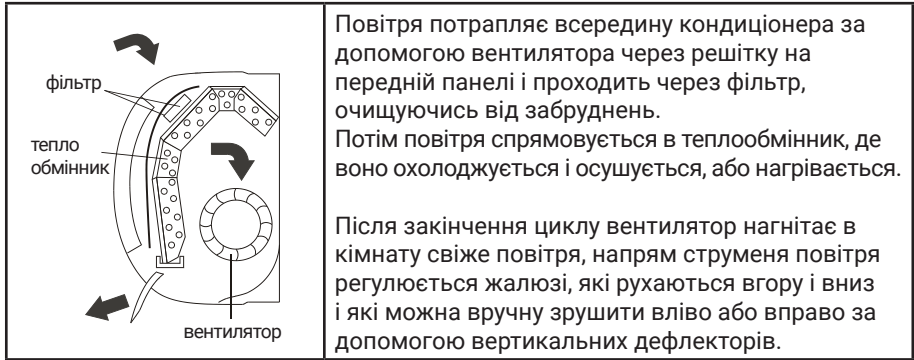 фільтр
тепло
обмінник
вентилятор
Повітря потрапляє всередину кондиціонера за
допомогою вентилятора через решітку на
передній панелі і проходить через фільтр,
очищуючись від забруднень.
Потім повітря спрямовується в теплообмінник, де
воно охолоджується і осушується, або нагрівається.
Після закінчення циклу вентилятор нагнітає в
кімнату свіже повітря, напрям струменя повітря
регулюється жалюзі, які рухаються вгору і вниз
і які можна вручну зрушити вліво або вправо за
допомогою вертикальних дефлекторів.